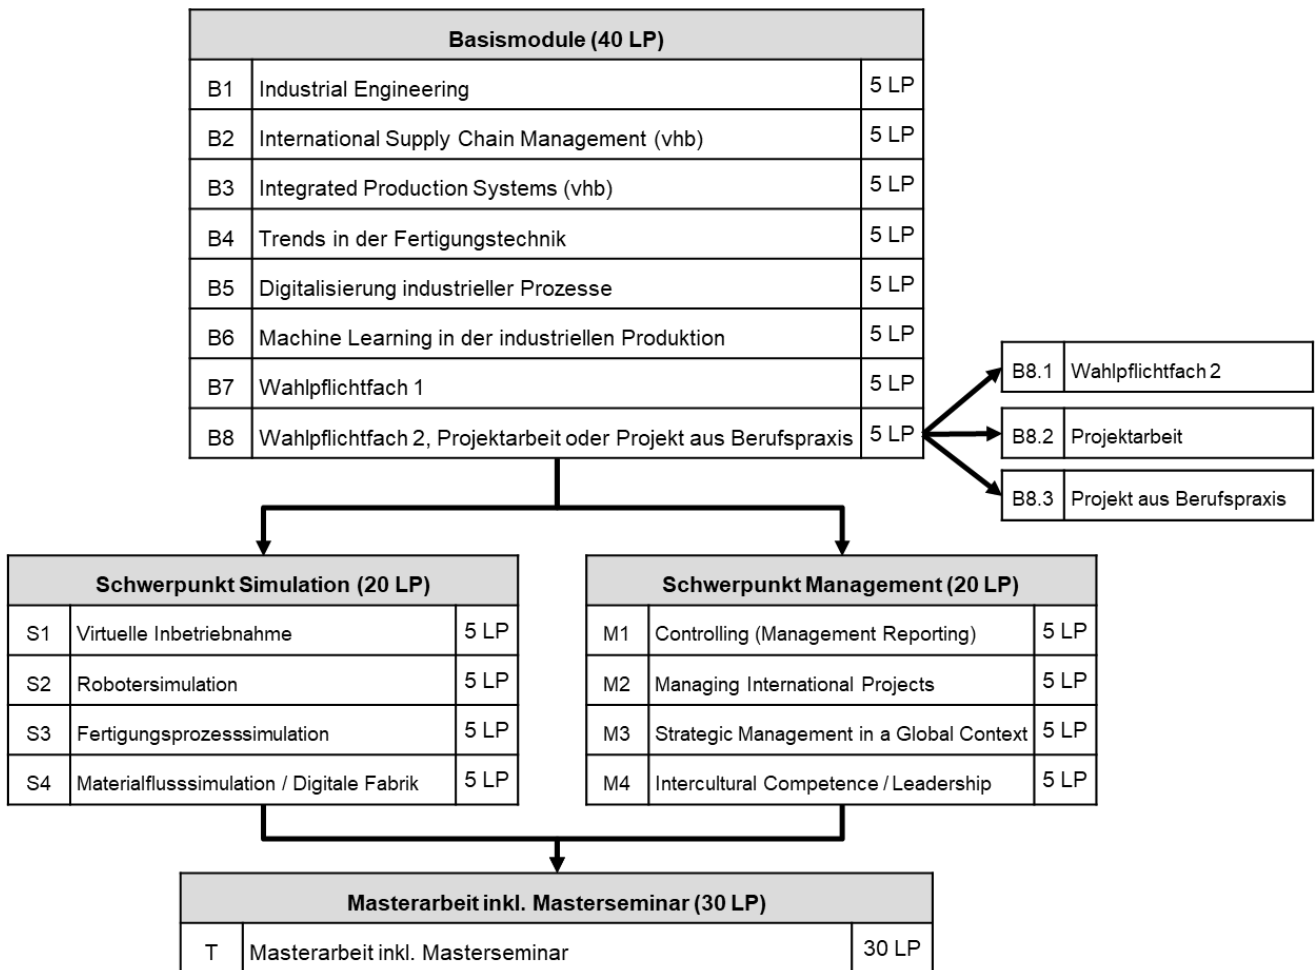 Basismodule (40 LP)
B1 Industrial Engineering 5 LP
B2 International Supply Chain Management (vhb) 5 LP
B3 Integrated Production Systems (vhb) 5 LP
B4 Trends in der Fertigungstechnik 5 LP
B5 Digitalisierung industrieller Prozesse 5 LP
B6 Machine Learning in der industriellen Produktion 5 LP
B7 Wahlpflichtfach 1 5 LP
B8 Wahlpflichtfach 2, Projektarbeit oder Projekt aus Berufspraxis 5 LP
B8.1 Wahlpflichtfach 2
B8.2 Projektarbeit
B8.3 Projekt aus Berufspraxis
Schwerpunkt Simulation (20 LP)
S1 Virtuelle Inbetriebnahme 5 LP
S2 Robotersimulation 5 LP
S3 Fertigungsprozesssimulation 5 LP
S4 Materialflusssimulation / Digitale Fabrik 5 LP
Schwerpunkt Management (20 LP)
M1 Controlling (Management Reporting) 5 LP
M2 Managing International Projects 5 LP
M3 Strategic Management in a Global Context 5 LP
M4 Intercultural Competence / Leadership 5 LP
Masterarbeit inkl. Masterseminar (30 LP)
T Masterarbeit inkl. Masterseminar 30 LP